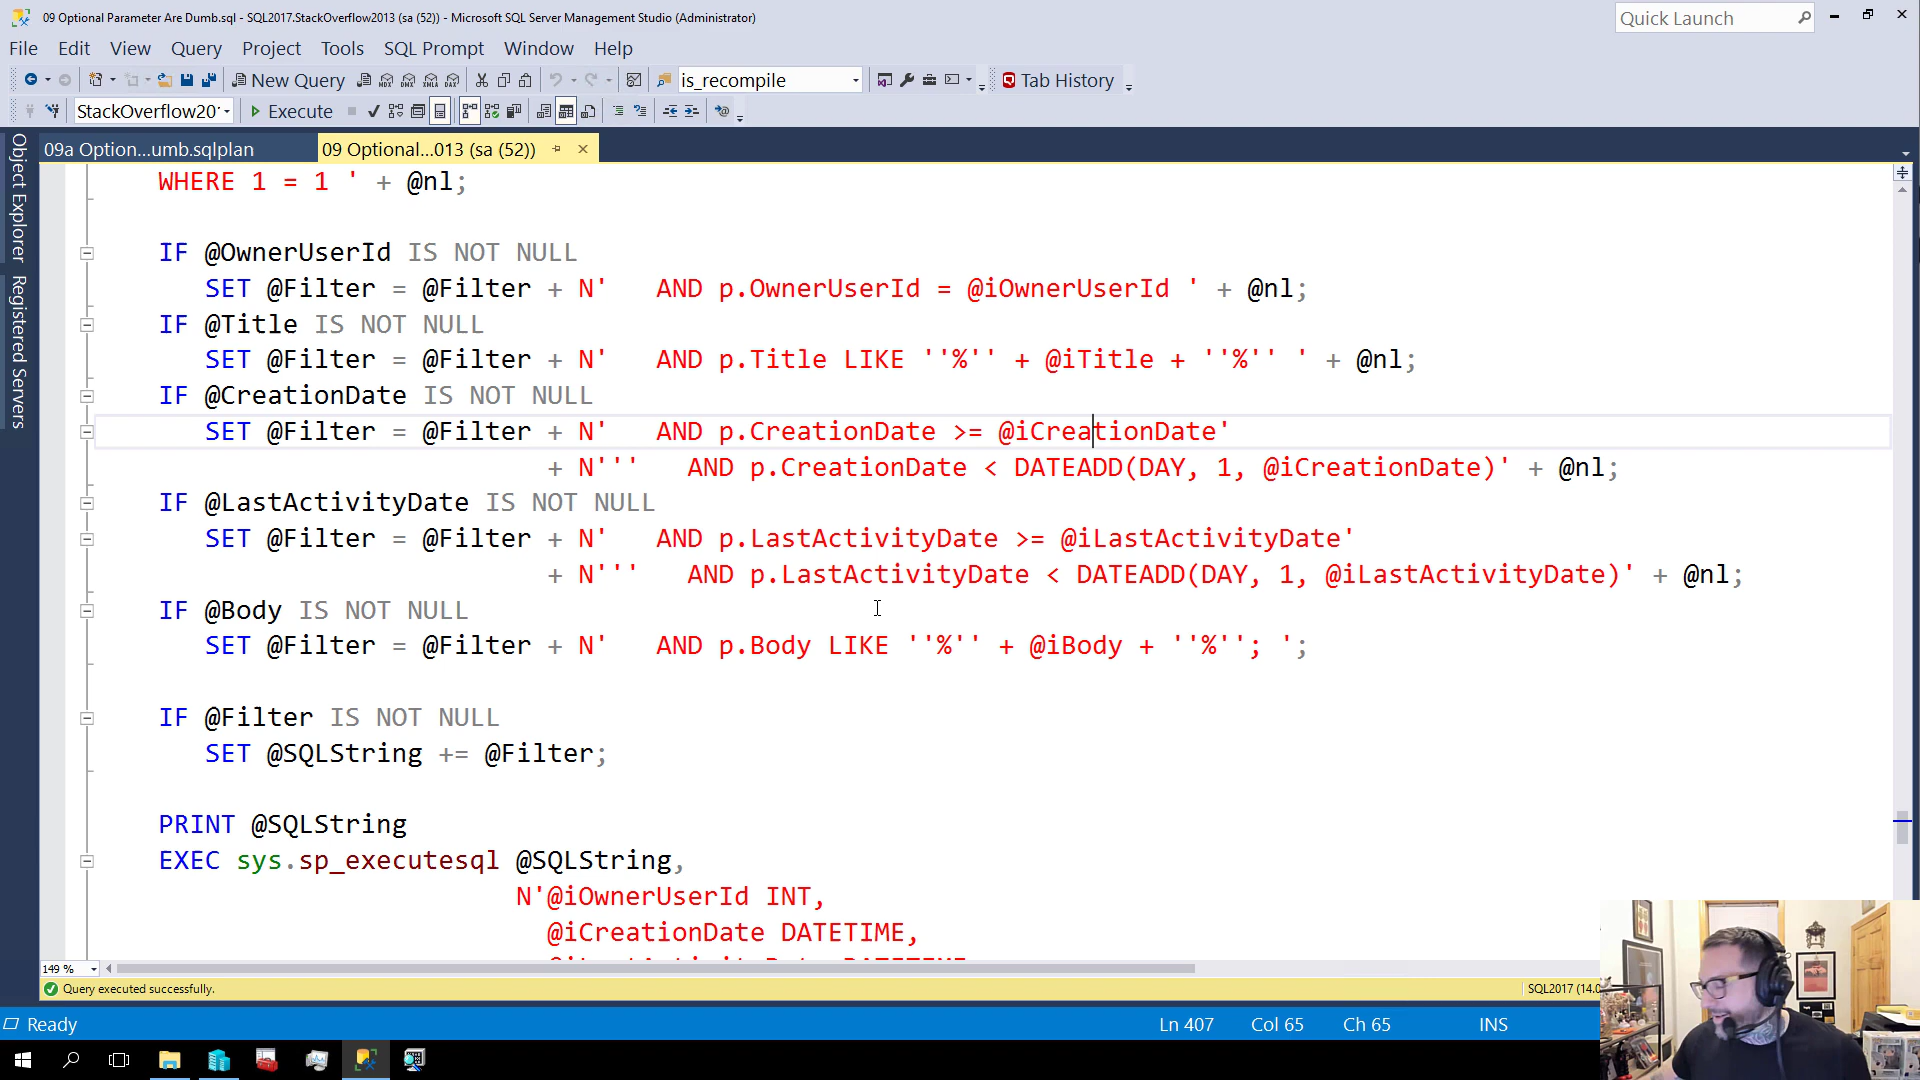 09 Optional Parameter Are Dumb.sql - SQL2017.StackOverflow2013 (sa (52)) - Microsoft SQL Server Management Studio (Administrator)
Quick Launch
File Edit View Query Project Tools SQL Prompt Window Help
New Query
is_recompile
Tab History
StackOverflow20
Execute
09a Option...umb.sqlplan
09 Optional...013 (sa (52))
Object Explorer
Registered Servers
WHERE 1 = 1 ' + @nl;
IF @OwnerUserId IS NOT NULL
SET @Filter = @Filter + N'   AND p.OwnerUserId = @iOwnerUserId ' + @nl;
IF @Title IS NOT NULL
SET @Filter = @Filter + N'   AND p.Title LIKE ''%'' + @iTitle + ''%'' ' + @nl;
IF @CreationDate IS NOT NULL
SET @Filter = @Filter + N'   AND p.CreationDate >= @iCreationDate'
+ N'''   AND p.CreationDate < DATEADD(DAY, 1, @iCreationDate)' + @nl;
IF @LastActivityDate IS NOT NULL
SET @Filter = @Filter + N'   AND p.LastActivityDate >= @iLastActivityDate'
+ N'''   AND p.LastActivityDate < DATEADD(DAY, 1, @iLastActivityDate)' + @nl;
IF @Body IS NOT NULL
SET @Filter = @Filter + N'   AND p.Body LIKE ''%'' + @iBody + ''%''; ';
IF @Filter IS NOT NULL
SET @SQLString += @Filter;
PRINT @SQLString
EXEC sys.sp_executesql @SQLString,
N'@iOwnerUserId INT,
@iCreationDate DATETIME,
149 %
Query executed successfully.
SQL2017 (14.0
Ready
Ln 407
Col 65
Ch 65
INS